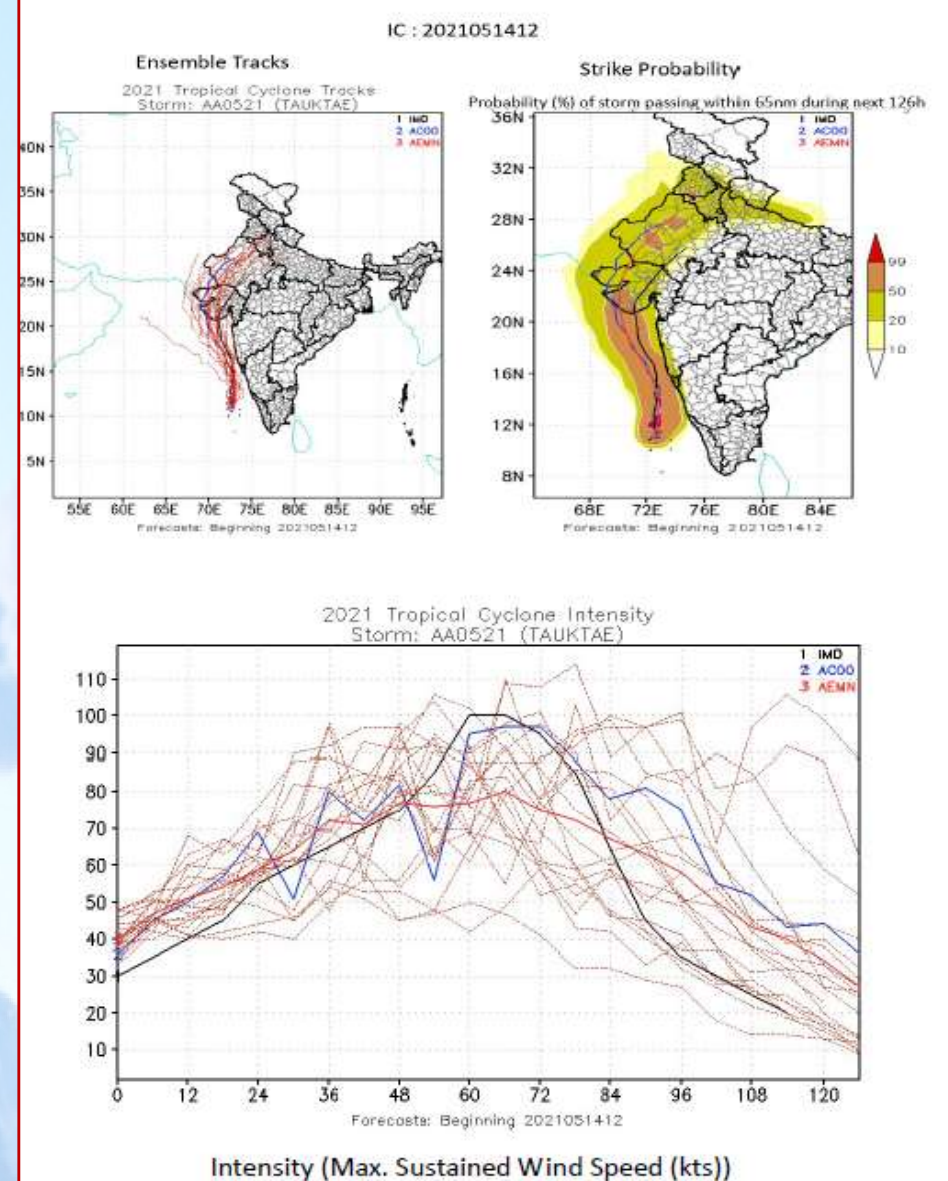 IC : 2021051412
Ensemble Tracks
2021 Tropical Cyclone Tracks
Storm: AA0521 (TAUKTAE)
1 IMD
2 AC00
3 AEMN
40N
35N
30N
25N
20N
15N
10N
5N
55E 60E 65E 70E 75E 80E 85E 90E 95E
Forecasts: Beginning 2021051412
Strike Probability
Probability (%) of storm passing within 65nm during next 126h
1 IMD
2 AC00
3 AEMN
36N
32N
28N
24N
20N
16N
12N
8N
68E 72E 76E 80E 84E
Forecasts: Beginning 2021051412
99
50
20
10
2021 Tropical Cyclone Intensity
Storm: AA0521 (TAUKTAE)
1 IMD
2 AC00
3 AEMN
110
100
90
80
70
60
50
40
30
20
10
0 12 24 36 48 60 72 84 96 108 120
Forecasts: Beginning 2021051412
Intensity (Max. Sustained Wind Speed (kts))